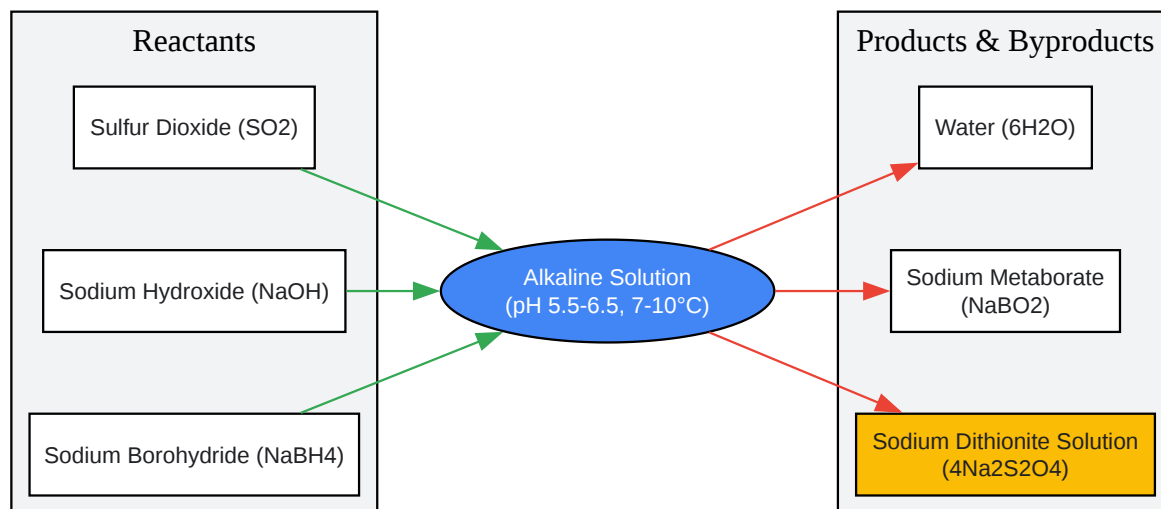 Reactants
Sulfur Dioxide (SO2)
Sodium Hydroxide (NaOH)
Sodium Borohydride (NaBH4)
Alkaline Solution
(pH 5.5-6.5, 7-10°C)
Products & Byproducts
Water (6H2O)
Sodium Metaborate
(NaBO2)
Sodium Dithionite Solution
(4Na2S2O4)